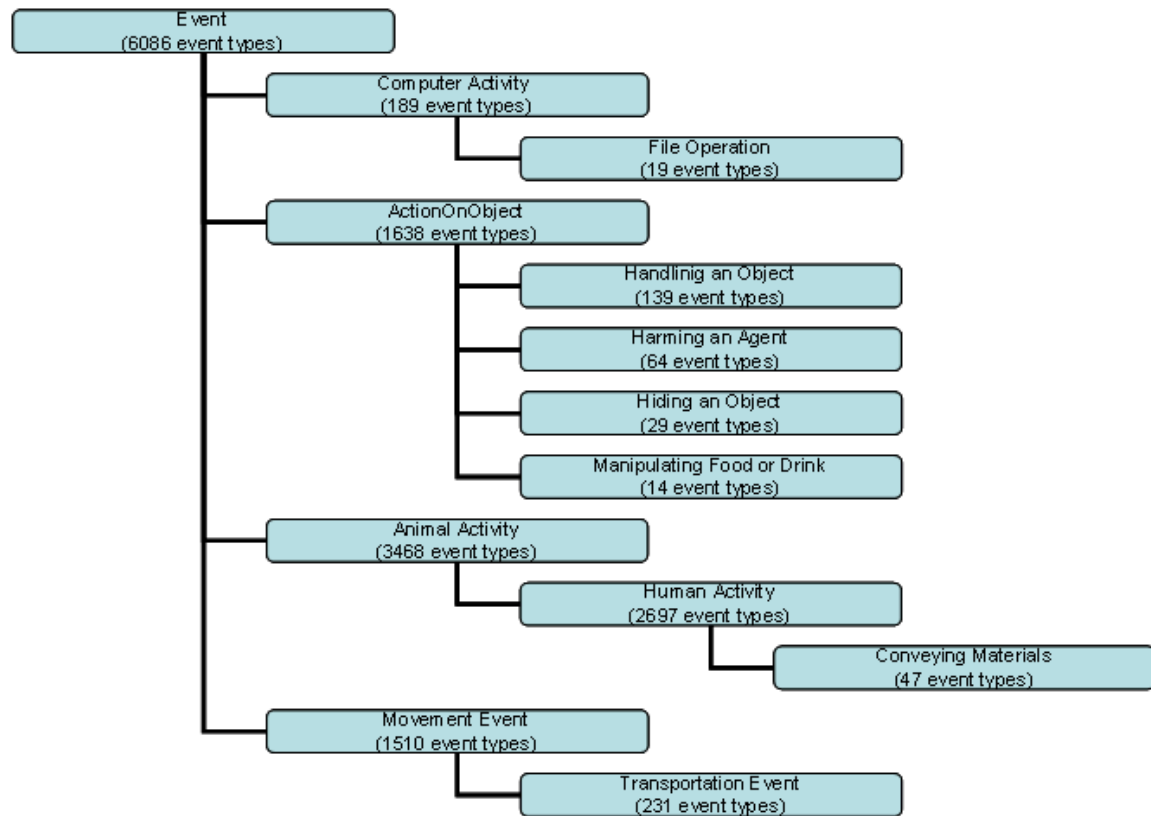 Event
(6086 event types)
Computer Activity
(189 event types)
File Operation
(19 event types)
ActionOnObject
(1638 event types)
Handlinig an Object
(139 event types)
Harming an Agent
(64 event types)
Hiding an Object
(29 event types)
Manipulating Food or Drink
(14 event types)
Animal Activity
(3468 event types)
Human Activity
(2697 event types)
Conveying Materials
(47 event types)
Movement Event
(1510 event types)
Transportation Event
(231 event types)